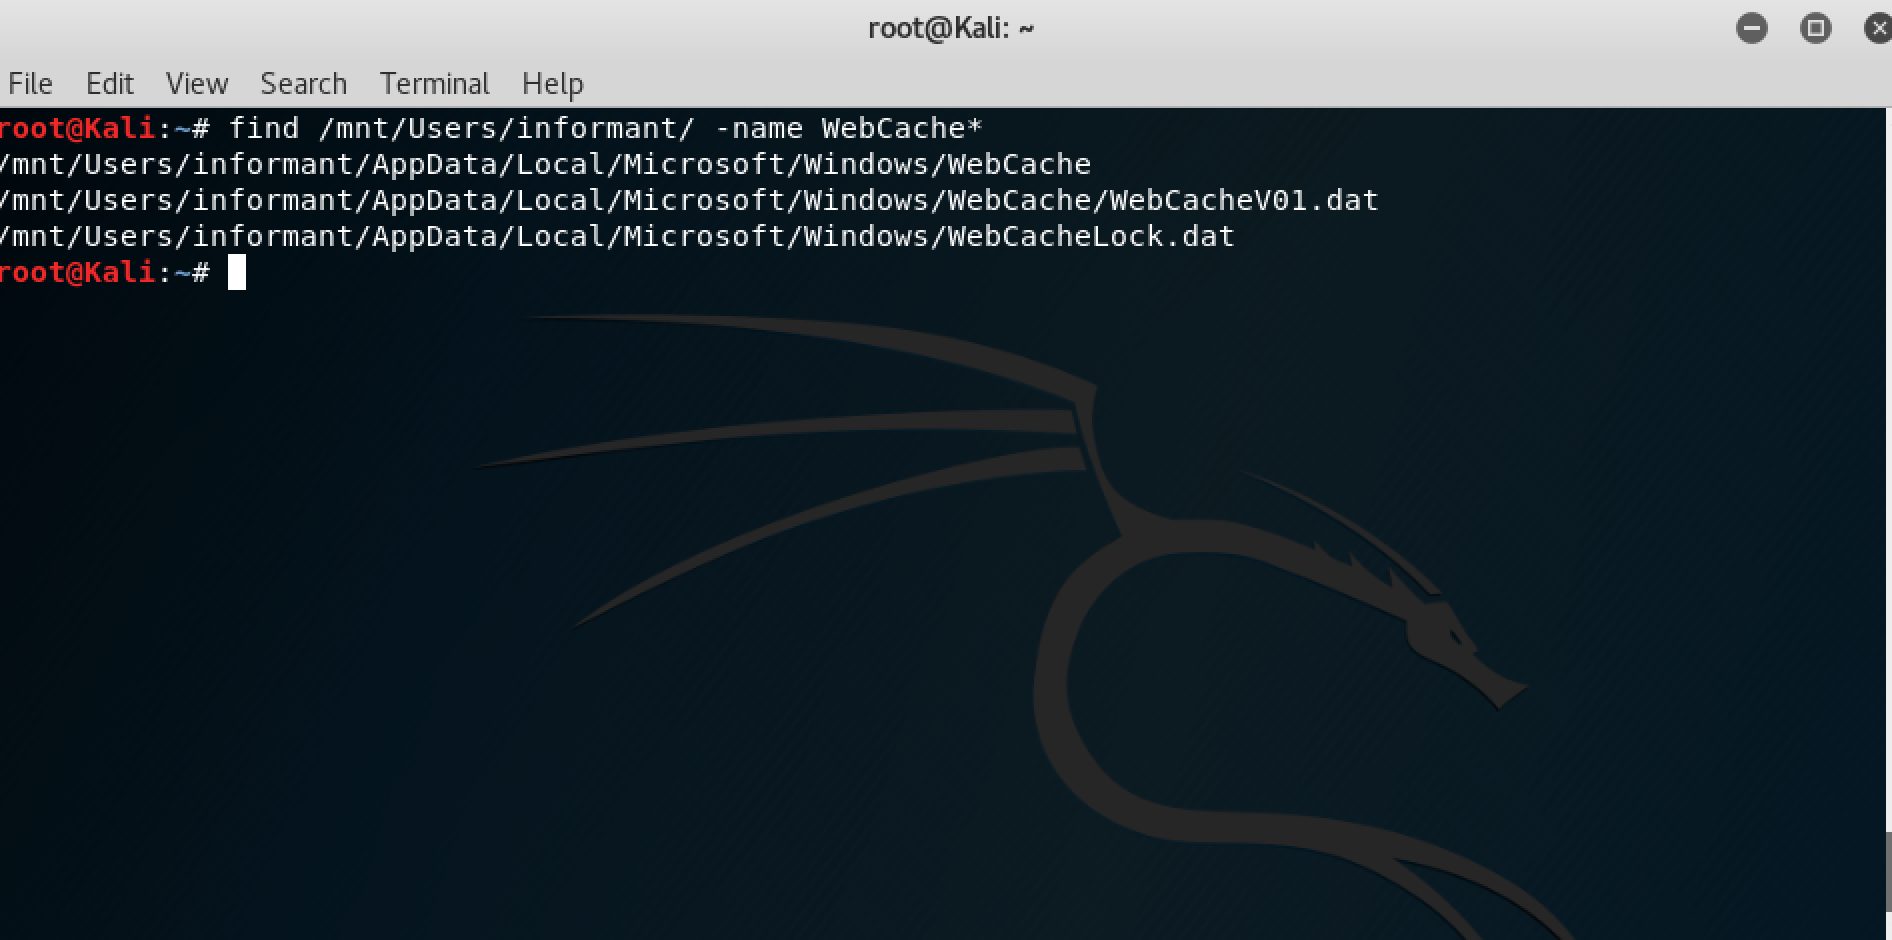 root@Kali: ~
File Edit View Search Terminal Help
root@Kali:~# find /mnt/Users/informant/ -name WebCache*
/mnt/Users/informant/AppData/Local/Microsoft/Windows/WebCache
/mnt/Users/informant/AppData/Local/Microsoft/Windows/WebCache/WebCacheV01.dat
/mnt/Users/informant/AppData/Local/Microsoft/Windows/WebCacheLock.dat
root@Kali:~#